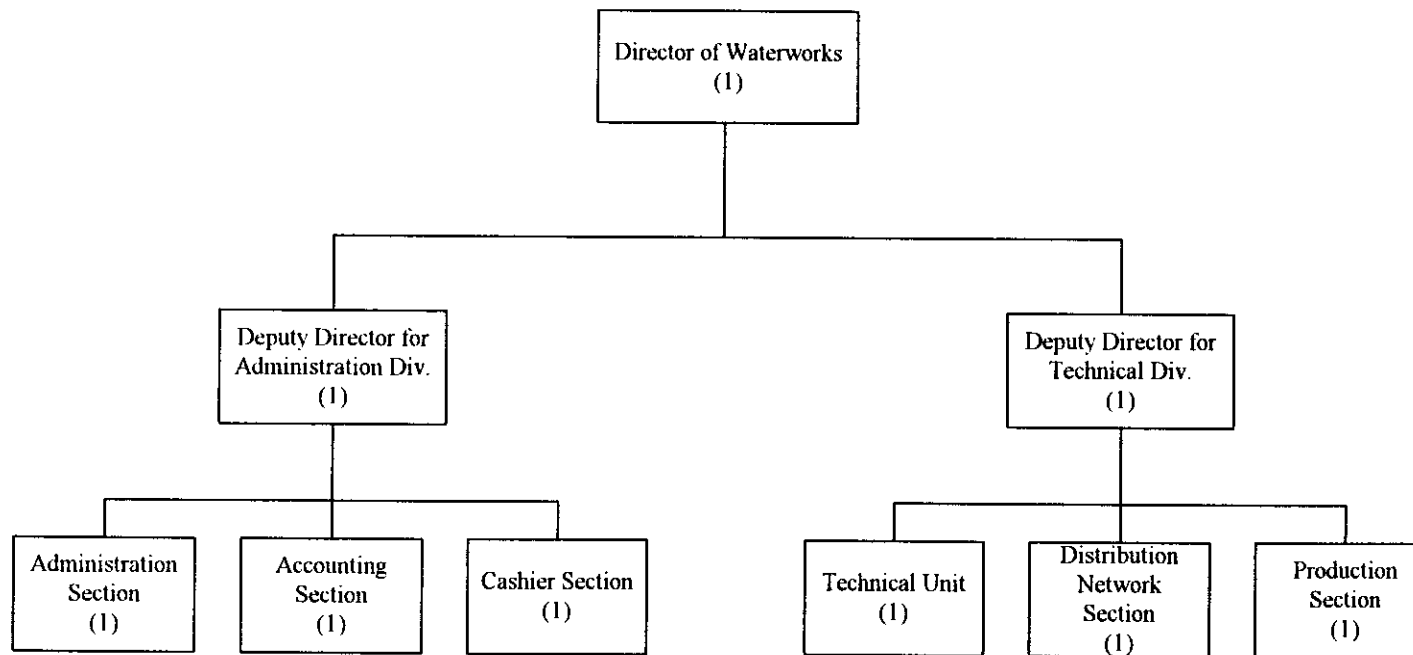 Director of Waterworks
(1)
Deputy Director for
Administration Div.
(1)
Deputy Director for
Technical Div.
(1)
Administration
Section
(1)
Accounting
Section
(1)
Cashier Section
(1)
Technical Unit
(1)
Distribution
Network
Section
(1)
Production
Section
(1)